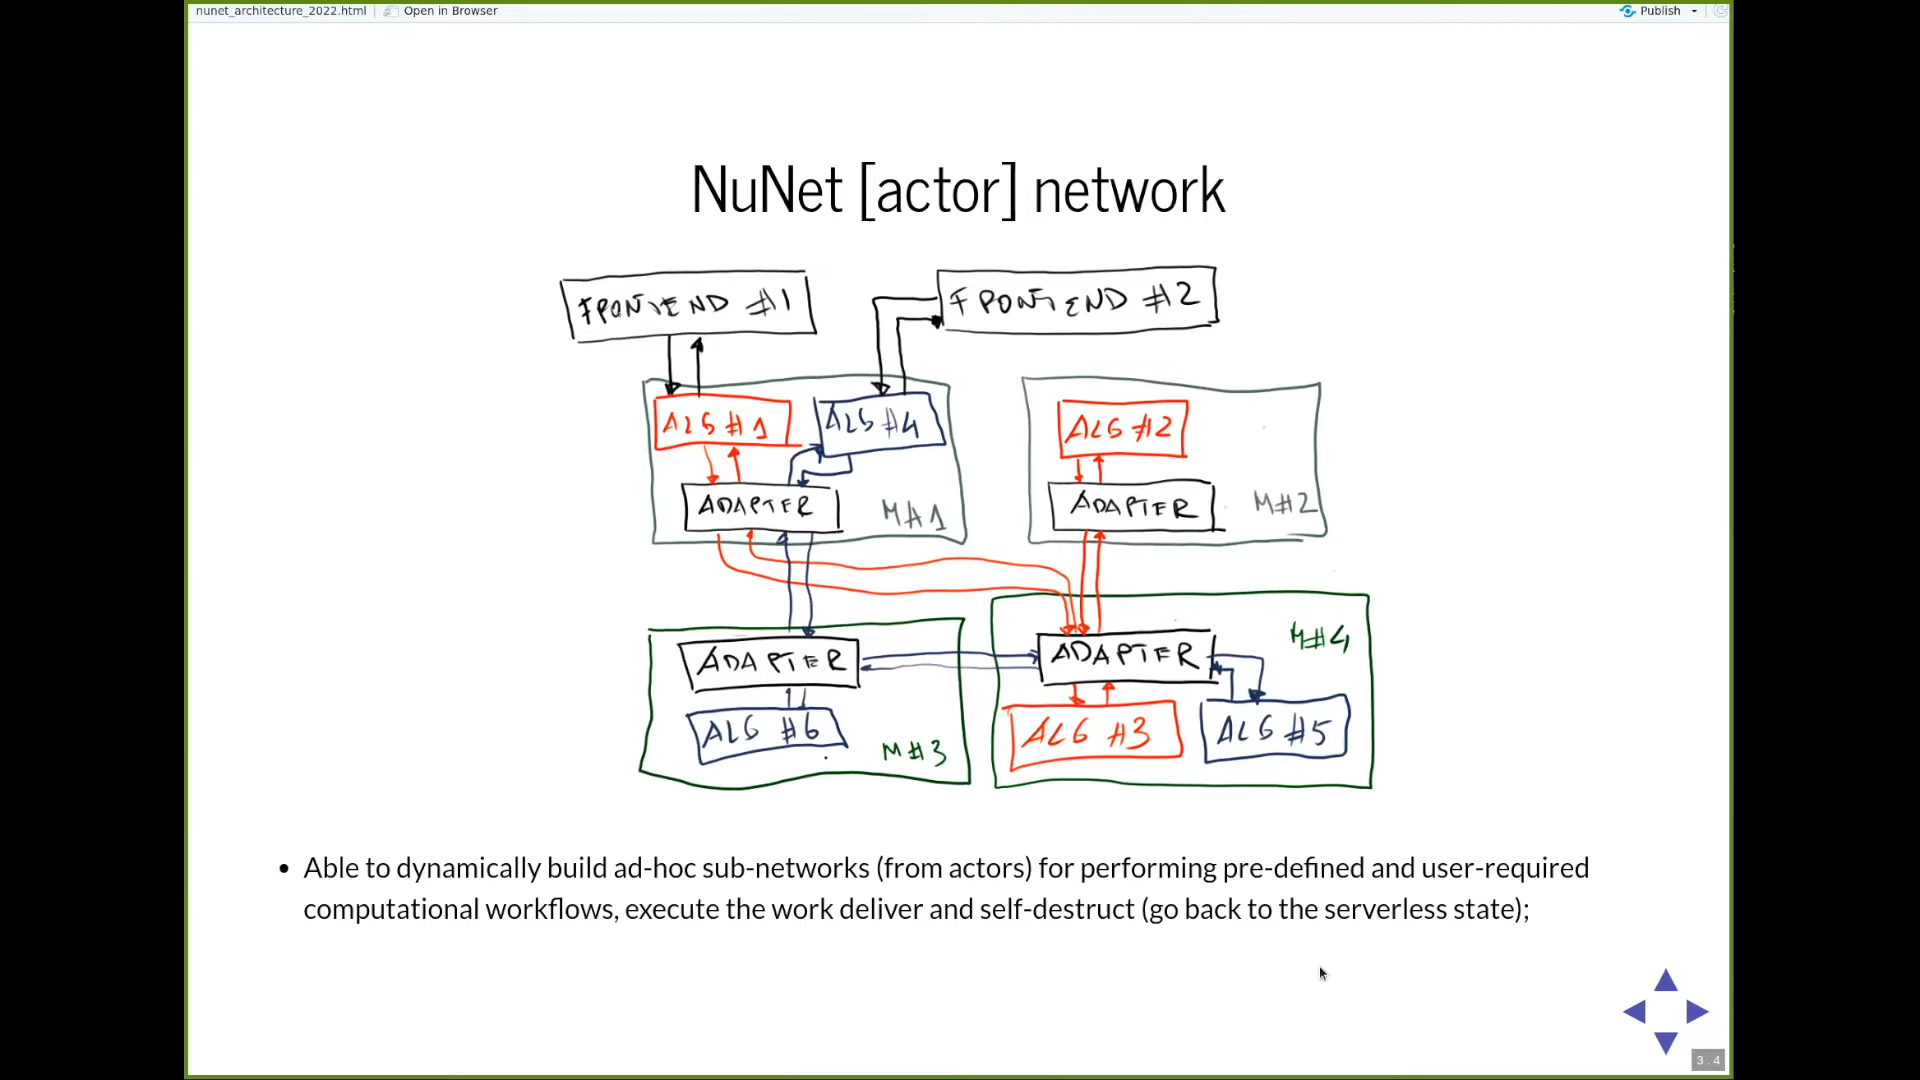 nunet_architecture_2022.html Open in Browser Publish
NuNet [actor] network
FRONTEND #1
FRONTEND #2
ALG #1
ALG #4
ALG #2
ADAPTER
M#1
ADAPTER
M#2
ADAPTER
ADAPTER
M#4
ALG #6
M#3
ALG #3
ALG #5
• Able to dynamically build ad-hoc sub-networks (from actors) for performing pre-defined and user-required
computational workflows, execute the work deliver and self-destruct (go back to the serverless state);
3.4